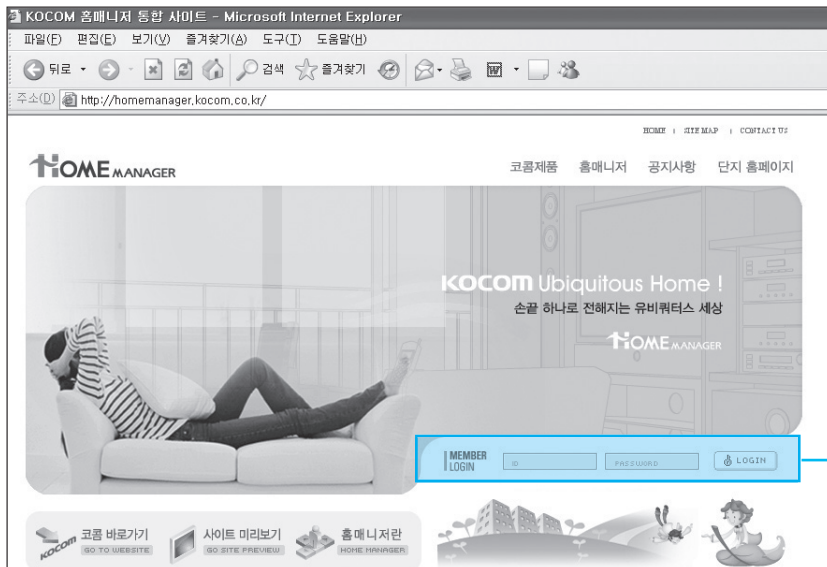 KOCOM 홈매니저 통합 사이트 - Microsoft Internet Explorer
파일(F) 편집(E) 보기(V) 즐겨찾기(A) 도구(T) 도움말(H)
뒤로 검색 즐겨찾기
주소(D) http://homemanager.kocom.co.kr/
HOME | SITE MAP | CONTACT US
HOME MANAGER 코콤제품 홈매니저 공지사항 단지 홈페이지
KOCOM Ubiquitous Home !
손끝 하나로 전해지는 유비쿼터스 세상
HOME MANAGER
MEMBER
LOGIN ID PASSWORD LOGIN
KOCOM 코콤 바로가기 사이트 미리보기 홈매니저란
GO TO WEBSITE GO SITE PREVIEW HOME MANAGER